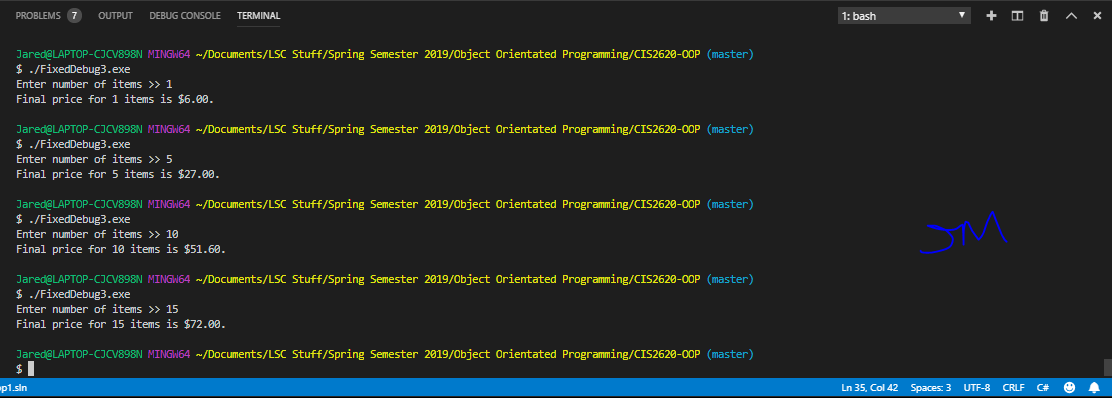 PROBLEMS 7 OUTPUT DEBUG CONSOLE TERMINAL 1: bash
Jared@LAPTOP-CJCV898N MINGW64 ~/Documents/LSC Stuff/Spring Semester 2019/Object Orientated Programming/CIS2620-OOP (master)
$ ./FixedDebug3.exe
Enter number of items >> 1
Final price for 1 items is $6.00.
Jared@LAPTOP-CJCV898N MINGW64 ~/Documents/LSC Stuff/Spring Semester 2019/Object Orientated Programming/CIS2620-OOP (master)
$ ./FixedDebug3.exe
Enter number of items >> 5
Final price for 5 items is $27.00.
Jared@LAPTOP-CJCV898N MINGW64 ~/Documents/LSC Stuff/Spring Semester 2019/Object Orientated Programming/CIS2620-OOP (master)
$ ./FixedDebug3.exe
Enter number of items >> 10
Final price for 10 items is $51.60.
Jared@LAPTOP-CJCV898N MINGW64 ~/Documents/LSC Stuff/Spring Semester 2019/Object Orientated Programming/CIS2620-OOP (master)
$ ./FixedDebug3.exe
Enter number of items >> 15
Final price for 15 items is $72.00.
Jared@LAPTOP-CJCV898N MINGW64 ~/Documents/LSC Stuff/Spring Semester 2019/Object Orientated Programming/CIS2620-OOP (master)
$
op1.sln Ln 35, Col 42 Spaces: 3 UTF-8 CRLF C#